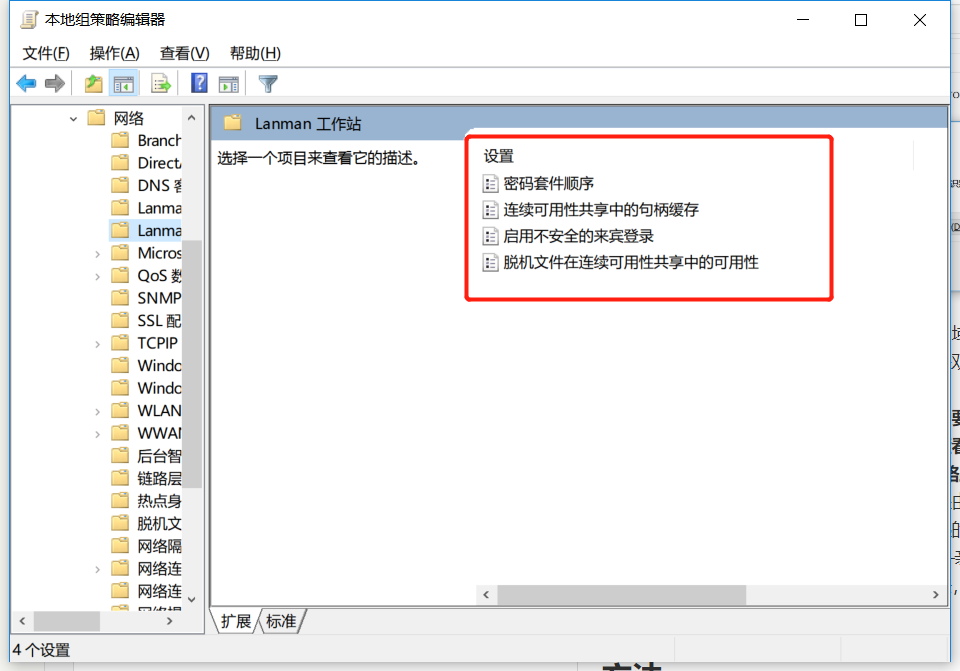 本地组策略编辑器
文件(F) 操作(A) 查看(V) 帮助(H)
网络
Branch
Direct
DNS 客
Lanma
Lanma
Micros
QoS 数
SNMP
SSL 配
TCPIP
Windo
Windo
WLAN
WWAN
后台智
链路层
热点身
脱机文
网络隔
网络连
网络连
Lanman 工作站
选择一个项目来查看它的描述。
设置
密码套件顺序
连续可用性共享中的句柄缓存
启用不安全的来宾登录
脱机文件在连续可用性共享中的可用性
扩展 标准
4 个设置